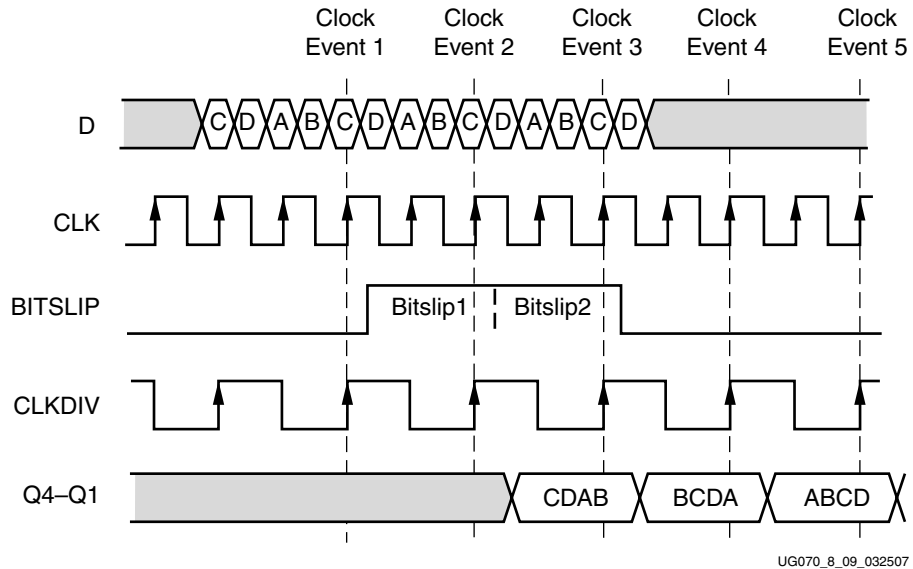 Clock Event 1
Clock Event 2
Clock Event 3
Clock Event 4
Clock Event 5
D
C D A B C D A B C D A B C D
CLK
BITSLIP
Bitslip1
Bitslip2
CLKDIV
Q4–Q1
CDAB
BCDA
ABCD
UG070_8_09_032507